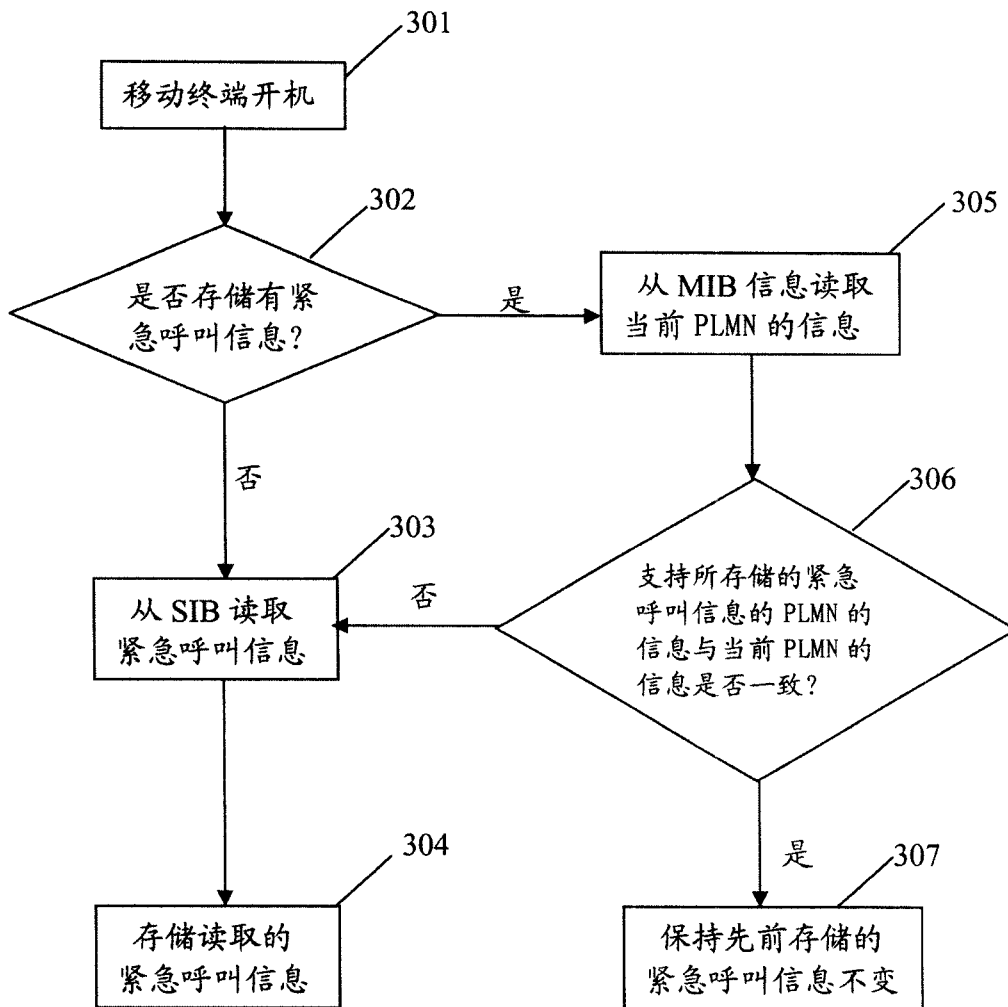 301
移动终端开机
302
是否存储有紧
急呼叫信息?
是
305
从 MIB 信息读取
当前 PLMN 的信息
否
303
从 SIB 读取
紧急呼叫信息
否
306
支持所存储的紧急
呼叫信息的 PLMN 的
信息与当前 PLMN 的
信息是否一致?
304
存储读取的
紧急呼叫信息
是
307
保持先前存储的
紧急呼叫信息不变